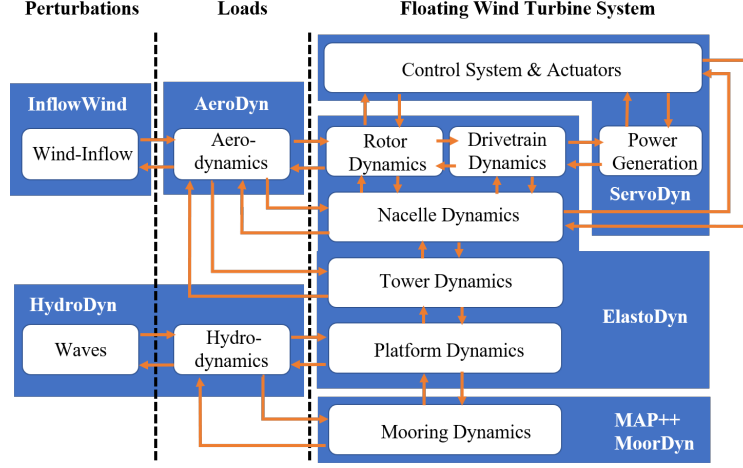 Perturbations
Loads
Floating Wind Turbine System
Control System & Actuators
InflowWind
AeroDyn
Wind-Inflow
Aero-
dynamics
Rotor
Dynamics
Drivetrain
Dynamics
Power
Generation
ServoDyn
Nacelle Dynamics
Tower Dynamics
HydroDyn
ElastoDyn
Waves
Hydro-
dynamics
Platform Dynamics
Mooring Dynamics
MAP++
MoorDyn